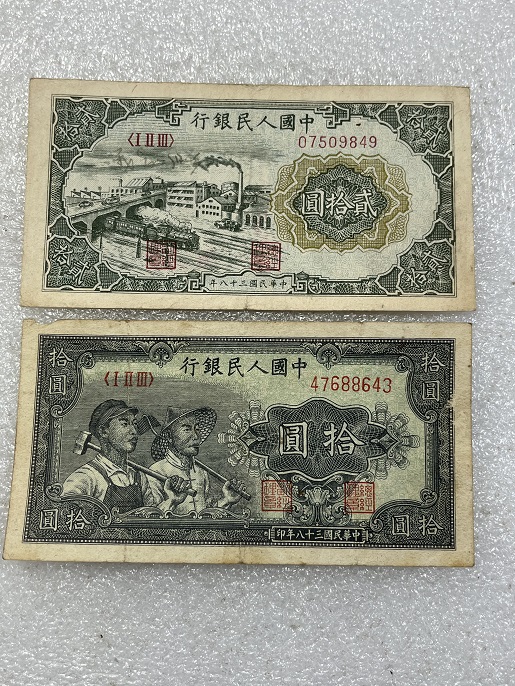 中國人民銀行
〈I II III〉
07509849
貳拾圓
中華民國三十八年
中國人民銀行
拾圓
拾圓
〈I II III〉
47688643
拾圓
拾圓
拾圓
中華民國三十八年印